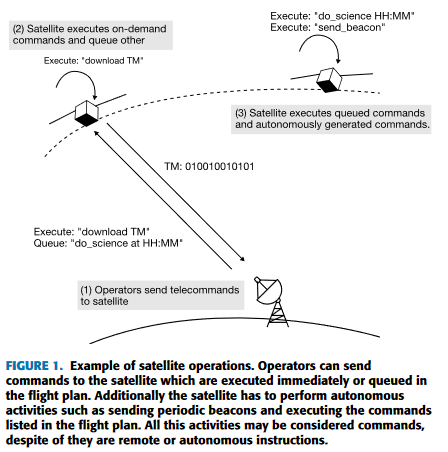 (2) Satellite executes on-demand
commands and queue other
Execute: "download TM"
Execute: "do_science HH:MM"
Execute: "send_beacon"
(3) Satellite executes queued commands
and autonomously generated commands.
TM: 010010010101
Execute: "download TM"
Queue: "do_science at HH:MM"
(1) Operators send telecommands
to satellite
FIGURE 1. Example of satellite operations. Operators can send
commands to the satellite which are executed immediately or queued in
the flight plan. Additionally the satellite has to perform autonomous
activities such as sending periodic beacons and executing the commands
listed in the flight plan. All this activities may be considered commands,
despite of they are remote or autonomous instructions.